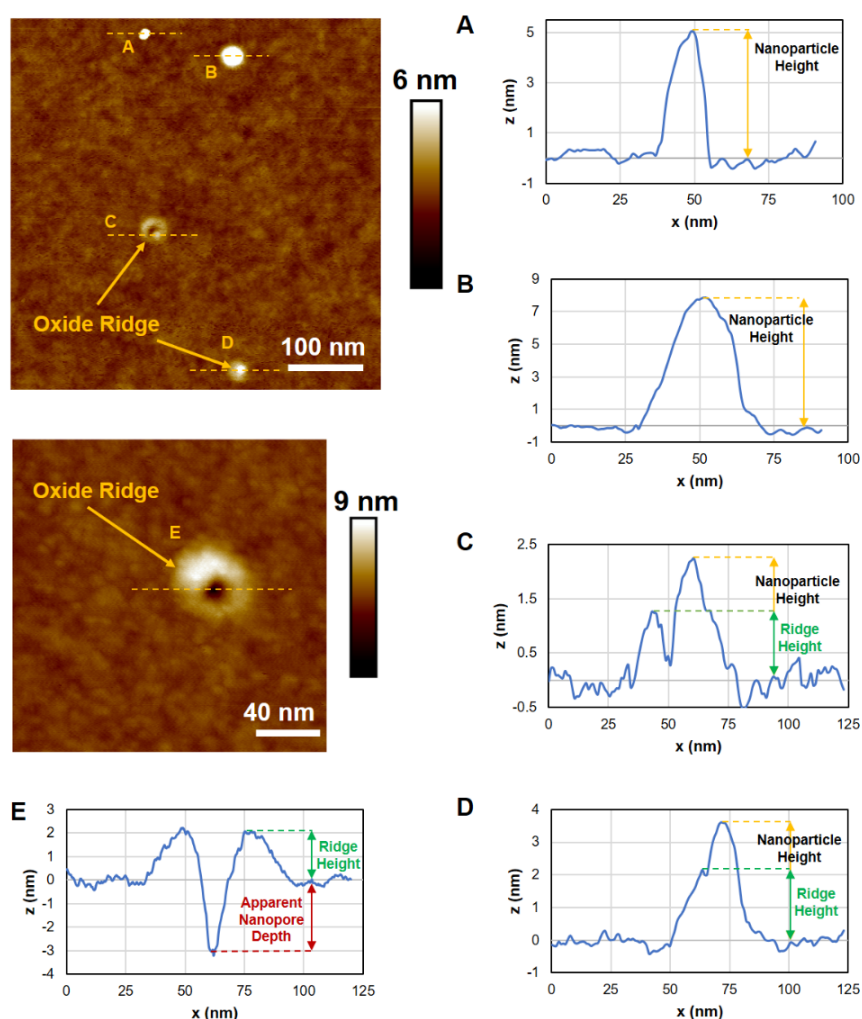 A
B
C
Oxide Ridge
D
100 nm
6 nm
A
5
4
3
2
1
0
-1
z (nm)
Nanoparticle
Height
0
25
50
75
100
x (nm)
B
9
7
5
3
1
-1
z (nm)
Nanoparticle
Height
0
25
50
75
100
x (nm)
Oxide Ridge
E
40 nm
9 nm
C
2.5
1.5
0.5
-0.5
z (nm)
Nanoparticle
Height
Ridge
Height
0
25
50
75
100
125
x (nm)
E
3
2
1
0
-1
-2
-3
-4
z (nm)
Ridge
Height
Apparent
Nanopore
Depth
0
25
50
75
100
125
x (nm)
D
4
3
2
1
0
-1
z (nm)
Nanoparticle
Height
Ridge
Height
0
25
50
75
100
125
x (nm)